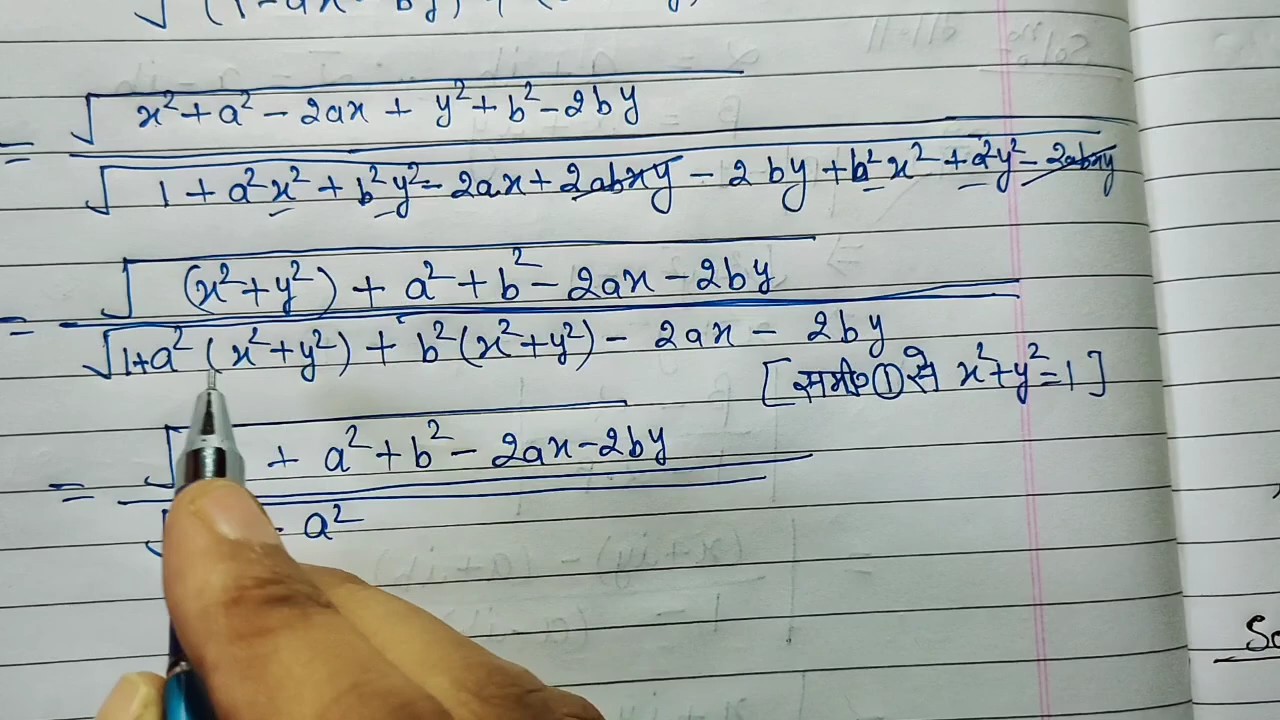 = √(x² + a² - 2ax + y² + b² - 2by
√(1 + a²x² + b²y² - 2ax + 2abxy - 2by + b²x² + a²y² - 2abxy
= √((x² + y²) + a² + b² - 2ax - 2by
√(1+a²(x²+y²) + b²(x²+y²) - 2ax - 2by
[समी० ① से x²+y²=1]
= √ + a² + b² - 2ax - 2by
√ a²